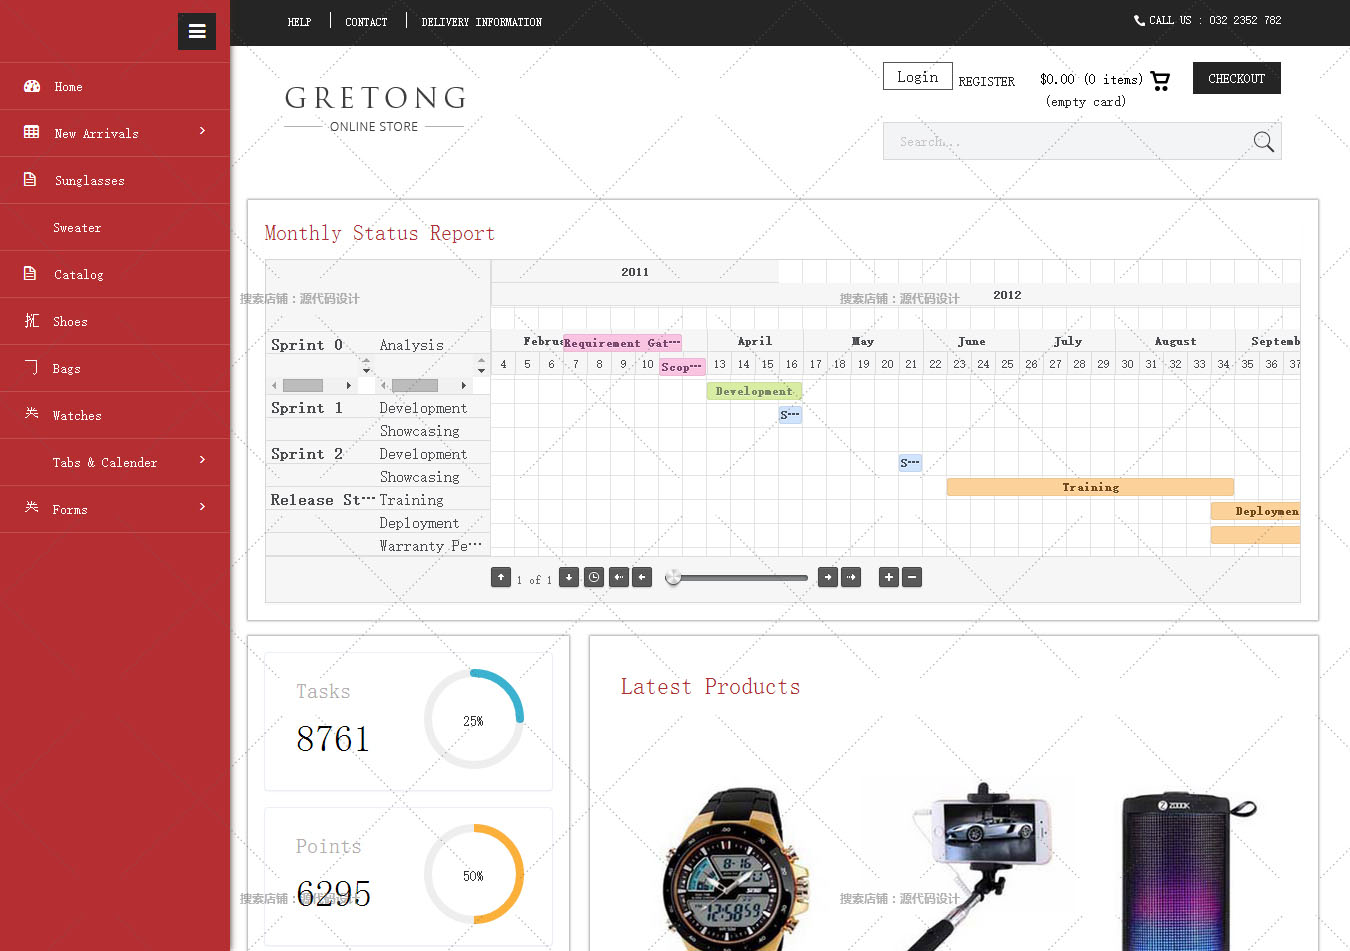 HELP
CONTACT
DELIVERY INFORMATION
CALL US : 032 2352 782
GRETONG
ONLINE STORE
Login
REGISTER
$0.00 (0 items)
(empty card)
CHECKOUT
Search...
Home
New Arrivals
Sunglasses
Sweater
Catalog
Shoes
Bags
Watches
Tabs & Calender
Forms
Monthly Status Report
2011
2012
搜索店铺：源代码设计
搜索店铺：源代码设计
Februa
April
May
June
July
August
Septemb
4 5 6 7 8 9 10 13 14 15 16 17 18 19 20 21 22 23 24 25 26 27 28 29 30 31 32 33 34 35 36 37
Requirement Gat…
Scop…
Development
S…
S…
Training
Deploymen
Sprint 0 Analysis
Sprint 1 Development
Showcasing
Sprint 2 Development
Showcasing
Release St… Training
Deployment
Warranty Pe…
1 of 1
Tasks
8761
25%
Points
6295
50%
搜索店铺：源代码设计
Latest Products
ZOOOK
8-16
10:5859
搜索店铺：源代码设计